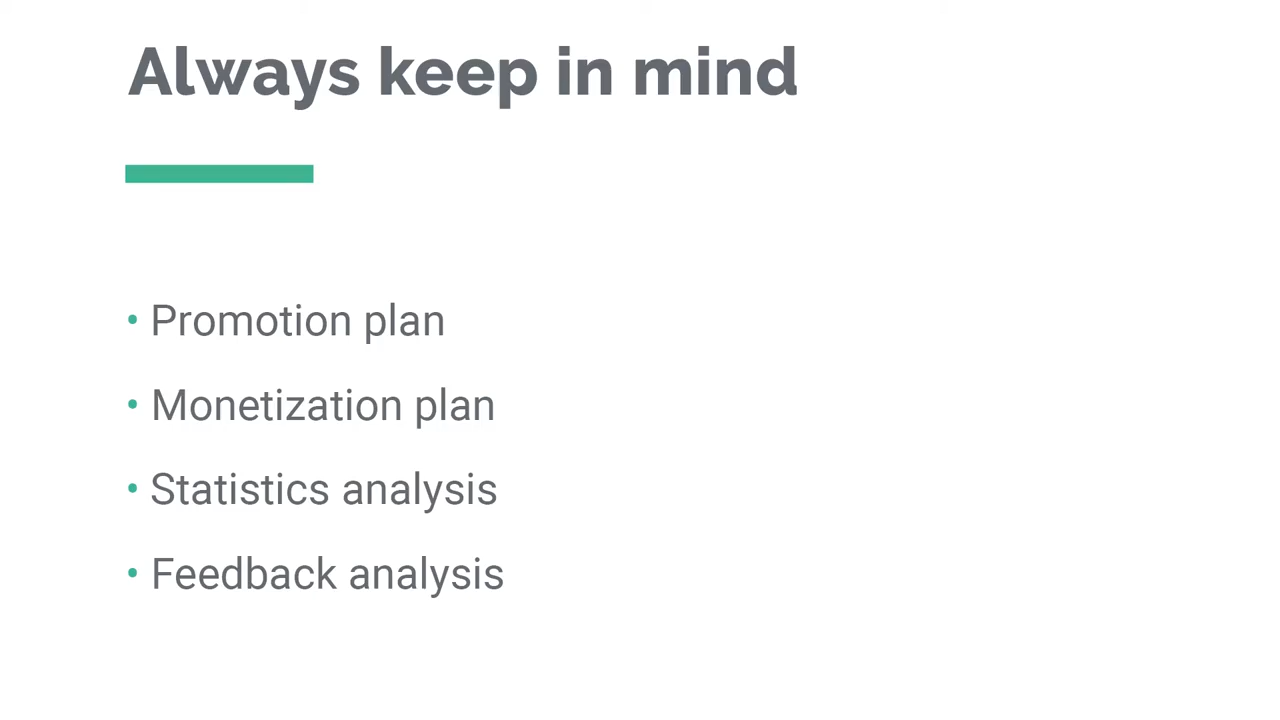 Always keep in mind
• Promotion plan
• Monetization plan
• Statistics analysis
• Feedback analysis